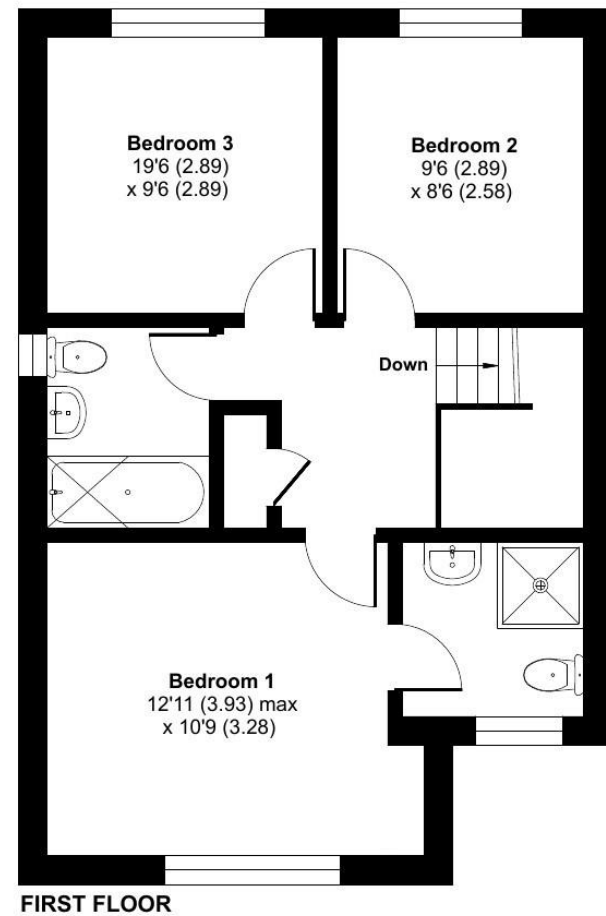 Bedroom 3
19'6 (2.89)
x 9'6 (2.89)
Bedroom 2
9'6 (2.89)
x 8'6 (2.58)
Down
Bedroom 1
12'11 (3.93) max
x 10'9 (3.28)
FIRST FLOOR